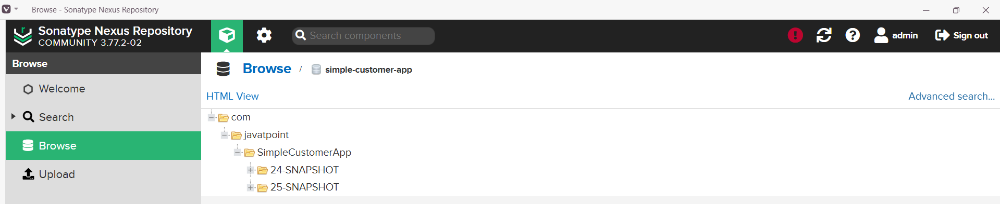 Browse - Sonatype Nexus Repository
Sonatype Nexus Repository
COMMUNITY 3.77.2-02
Search components
admin
Sign out
Browse
Welcome
Search
Browse
Upload
Browse / simple-customer-app
HTML View
Advanced search...
com
javatpoint
SimpleCustomerApp
24-SNAPSHOT
25-SNAPSHOT